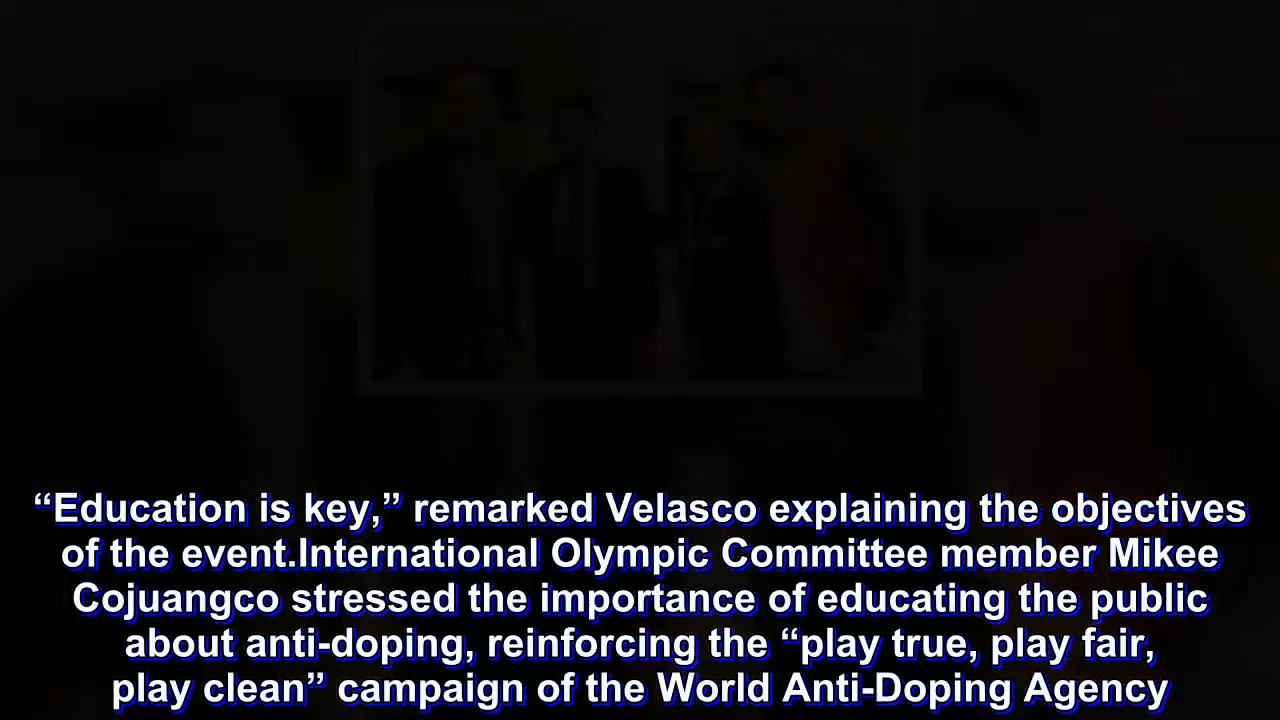 “Education is key,” remarked Velasco explaining the objectives
of the event.International Olympic Committee member Mikee
Cojuangco stressed the importance of educating the public
about anti-doping, reinforcing the “play true, play fair,
play clean” campaign of the World Anti-Doping Agency